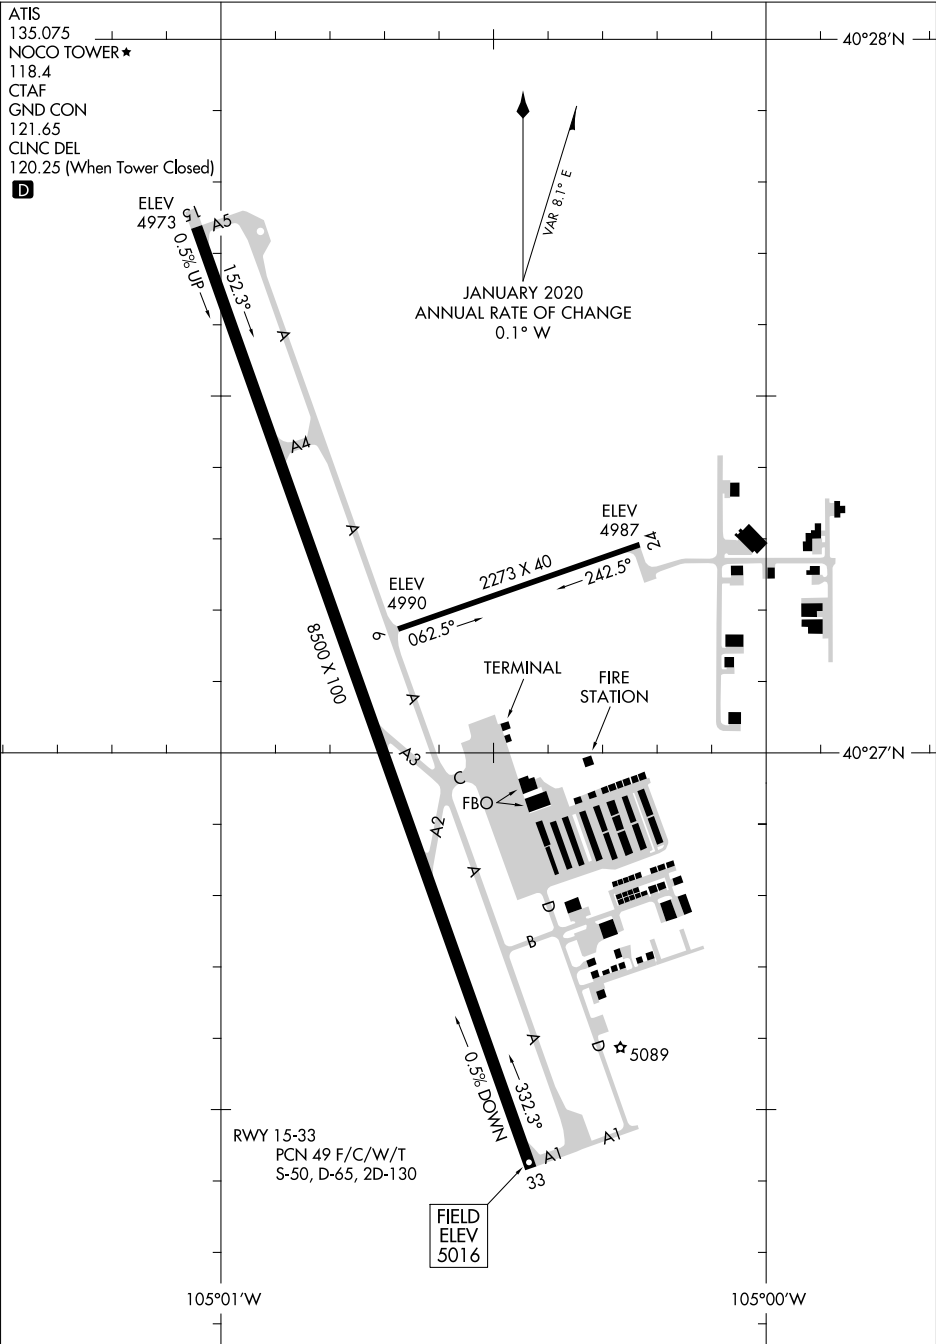 ATIS
135.075
NOCO TOWER★
118.4
CTAF
GND CON
121.65
CLNC DEL
120.25 (When Tower Closed)
D
40°28'N
VAR 8.1° E
JANUARY 2020
ANNUAL RATE OF CHANGE
0.1° W
ELEV
4973
15
A5
0.5% UP
152.3°
A
A4
A
ELEV
4987
24
2273 X 40
242.5°
ELEV
4990
062.5°
6
8500 X 100
A
TERMINAL
FIRE
STATION
40°27'N
A3
C
FBO
A2
A
D
B
A
D
5089
0.5% DOWN
332.3°
RWY 15-33
PCN 49 F/C/W/T
S-50, D-65, 2D-130
A1
A1
33
FIELD
ELEV
5016
105°01'W
105°00'W